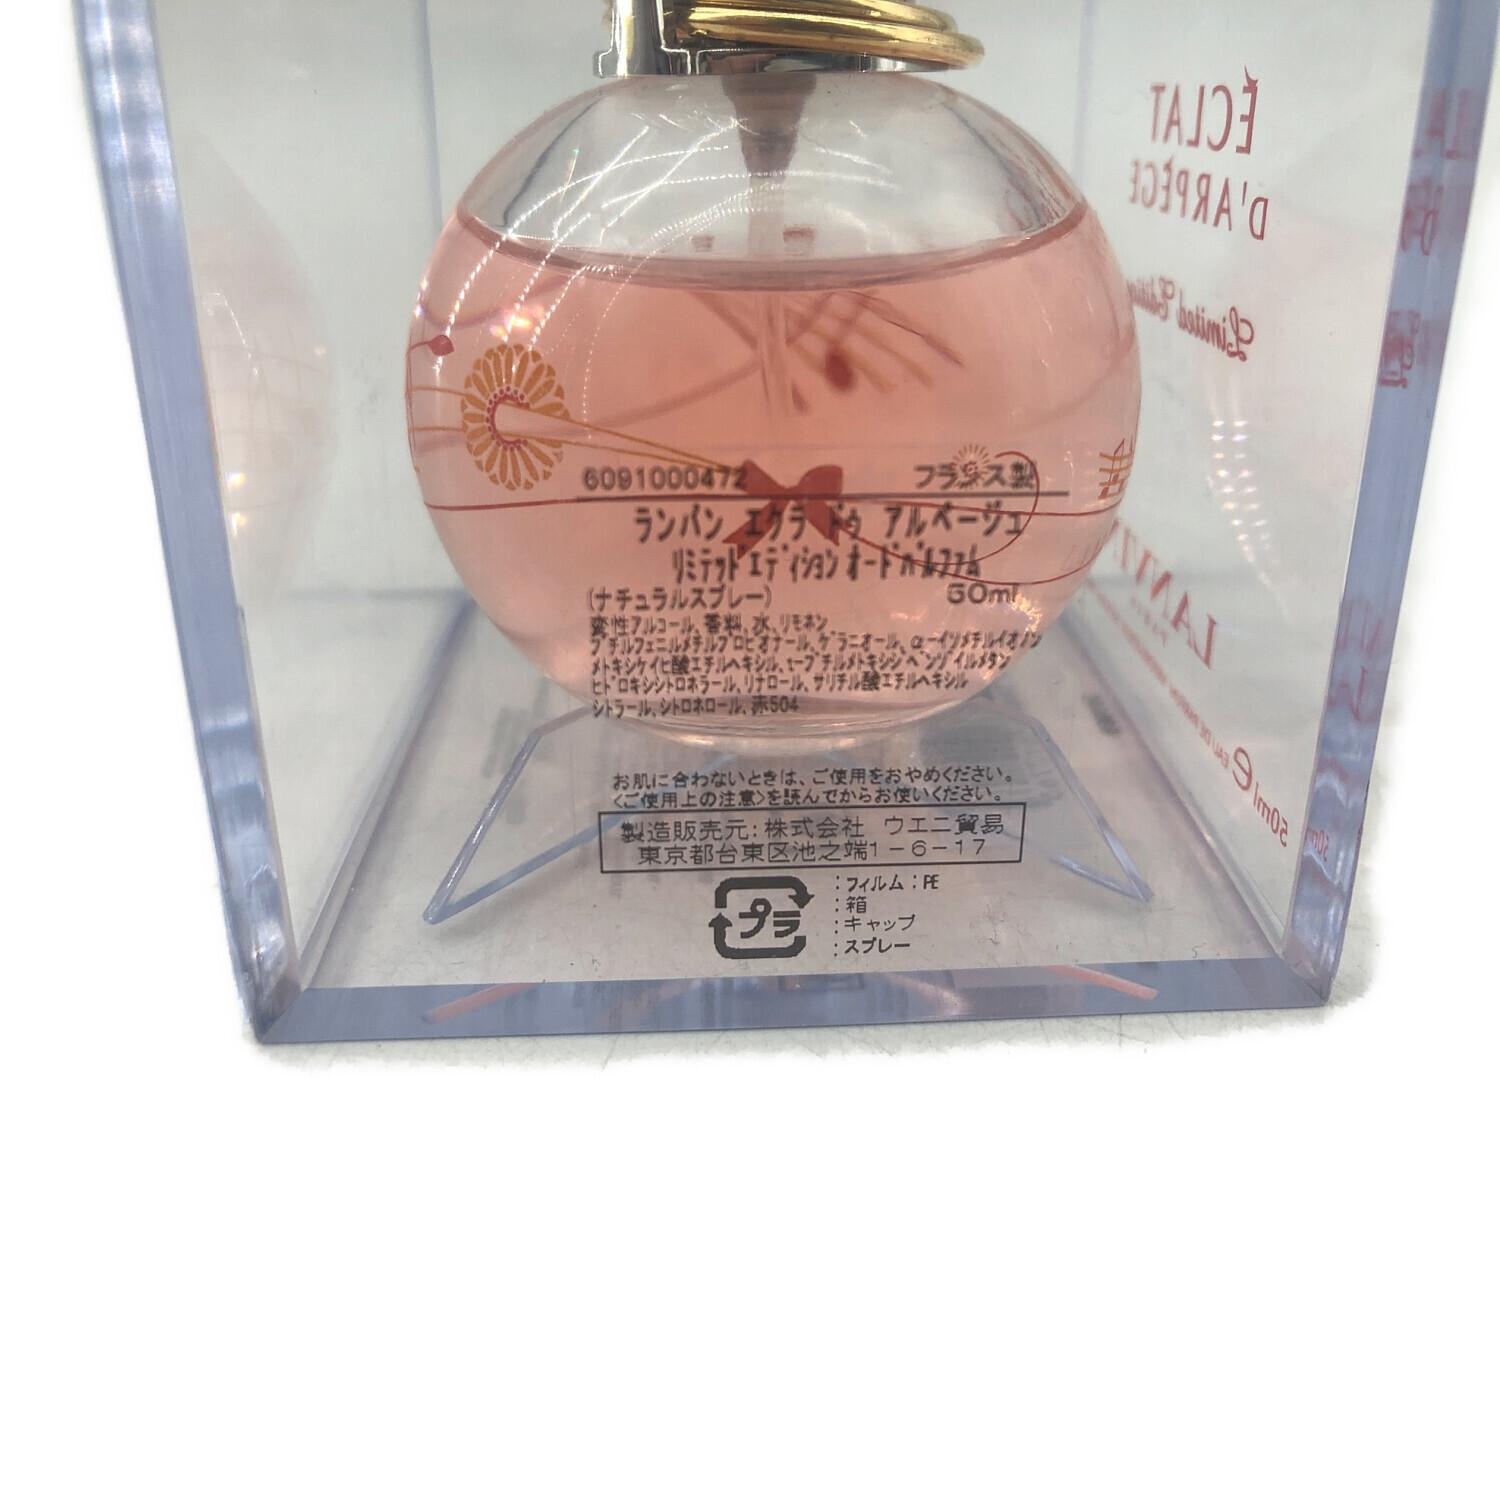 6091000472 フランス製
ランバン エクラ ドゥ アルページュ
リミテット エディション オードパルファム
(ナチュラルスプレー) 50ml
変性アルコール、香料、水、リモネン
ブチルフェニルメチルプロピオナール、ゲラニオール、α-イソメチルイオノン
メトキシケイヒ酸エチルヘキシル、t-ブチルメトキシジベンゾイルメタン
ヒドロキシシトロネラール、リナロール、サリチル酸エチルヘキシル
シトラール、シトロネロール、赤504
お肌に合わないときは、ご使用をおやめください。
<ご使用上の注意>を読んでからお使いください。
製造販売元:株式会社 ウエニ貿易
東京都台東区池之端1-6-17
プラ
:フィルム:PE
:箱
:キャップ
:スプレー
ÉCLAT
D'ARPÈGE
Limited Edition
LANVIN
EAU DE PARFUM
50ml e